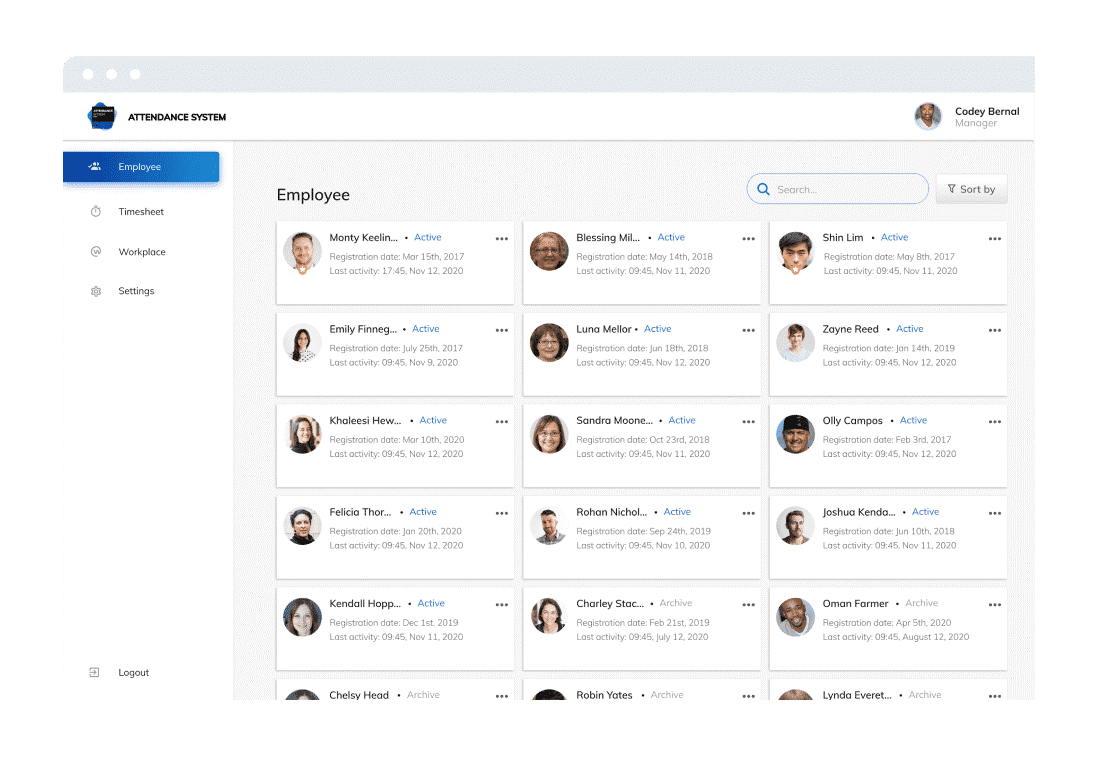 ATTENDANCE SYSTEM
Codey Bernal
Manager
Employee
Timesheet
Workplace
Settings
Logout
Employee
Search...
Sort by
Monty Keelin... • Active
Registration date: Mar 15th, 2017
Last activity: 17:45, Nov 12, 2020
Blessing Mil... • Active
Registration date: May 14th, 2018
Last activity: 09:45, Nov 11, 2020
Shin Lim • Active
Registration date: May 8th, 2017
Last activity: 09:45, Nov 11, 2020
Emily Finneg... • Active
Registration date: July 25th, 2017
Last activity: 09:45, Nov 9, 2020
Luna Mellor • Active
Registration date: Jun 18th, 2018
Last activity: 09:45, Nov 12, 2020
Zayne Reed • Active
Registration date: Jan 14th, 2019
Last activity: 09:45, Nov 12, 2020
Khaleesi Hew... • Active
Registration date: Mar 10th, 2020
Last activity: 09:45, Nov 12, 2020
Sandra Moone... • Active
Registration date: Oct 23rd, 2018
Last activity: 09:45, Nov 11, 2020
Olly Campos • Active
Registration date: Feb 3rd, 2017
Last activity: 09:45, Nov 12, 2020
Felicia Thor... • Active
Registration date: Jan 20th, 2020
Last activity: 09:45, Nov 12, 2020
Rohan Nichol... • Active
Registration date: Sep 24th, 2019
Last activity: 09:45, Nov 10, 2020
Joshua Kenda... • Active
Registration date: Jun 10th, 2018
Last activity: 09:45, Nov 11, 2020
Kendall Hopp... • Active
Registration date: Dec 1st, 2019
Last activity: 09:45, Nov 11, 2020
Charley Stac... • Archive
Registration date: Feb 21st, 2019
Last activity: 09:45, July 12, 2020
Oman Farmer • Archive
Registration date: Apr 5th, 2020
Last activity: 09:45, August 12, 2020
Chelsy Head • Archive
Robin Yates • Archive
Lynda Everet... • Archive